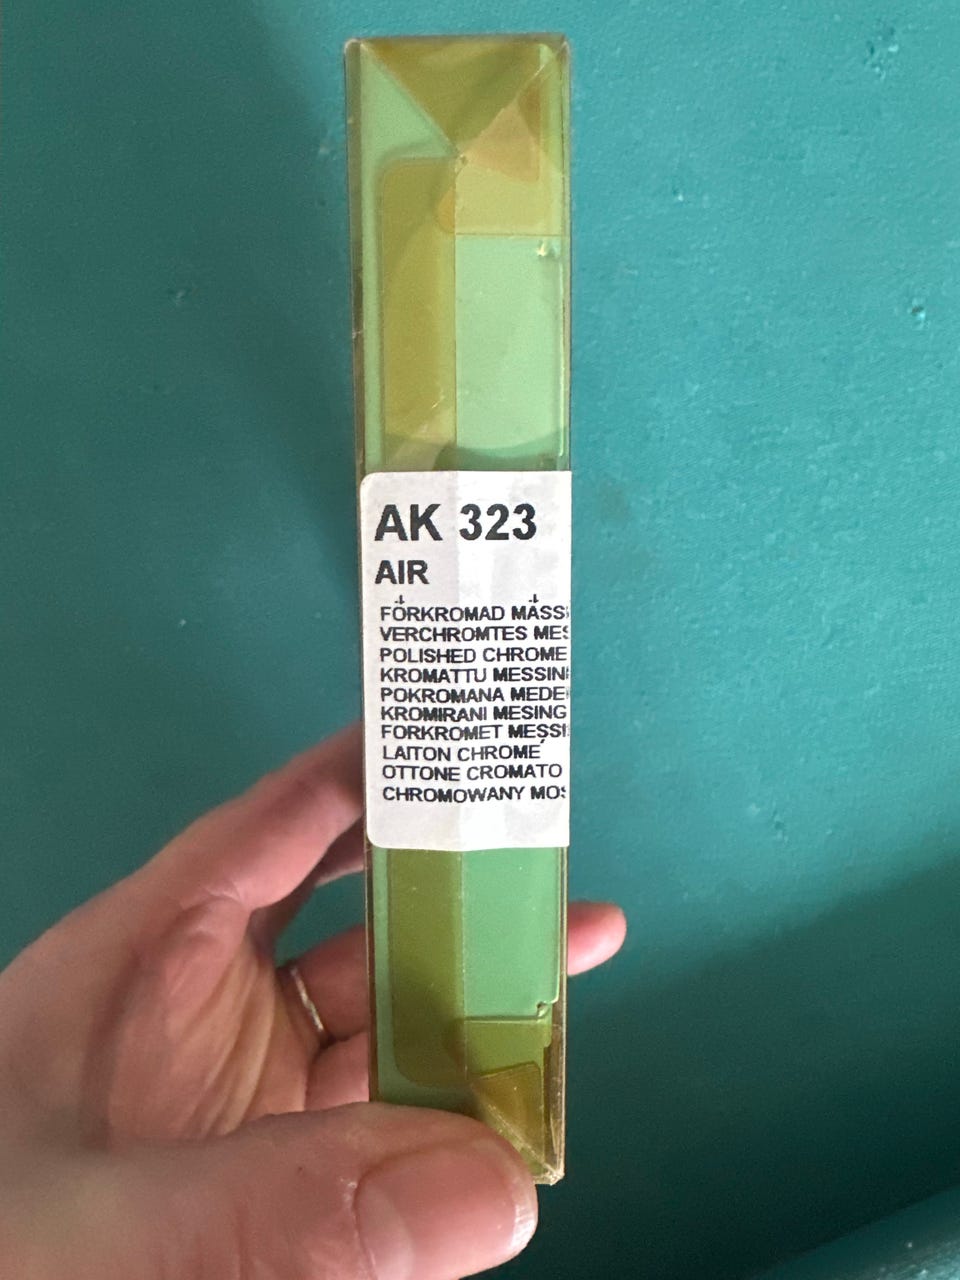 AK 323
AIR
FÖRKROMAD MÄSS
VERCHROMTES MES
POLISHED CHROME
KROMATTU MESSIN
POKROMANA MEDE
KROMIRANI MESING
FORKROMET MESSI
LAITON CHROMÉ
OTTONE CROMATO
CHROMOWANY MOS